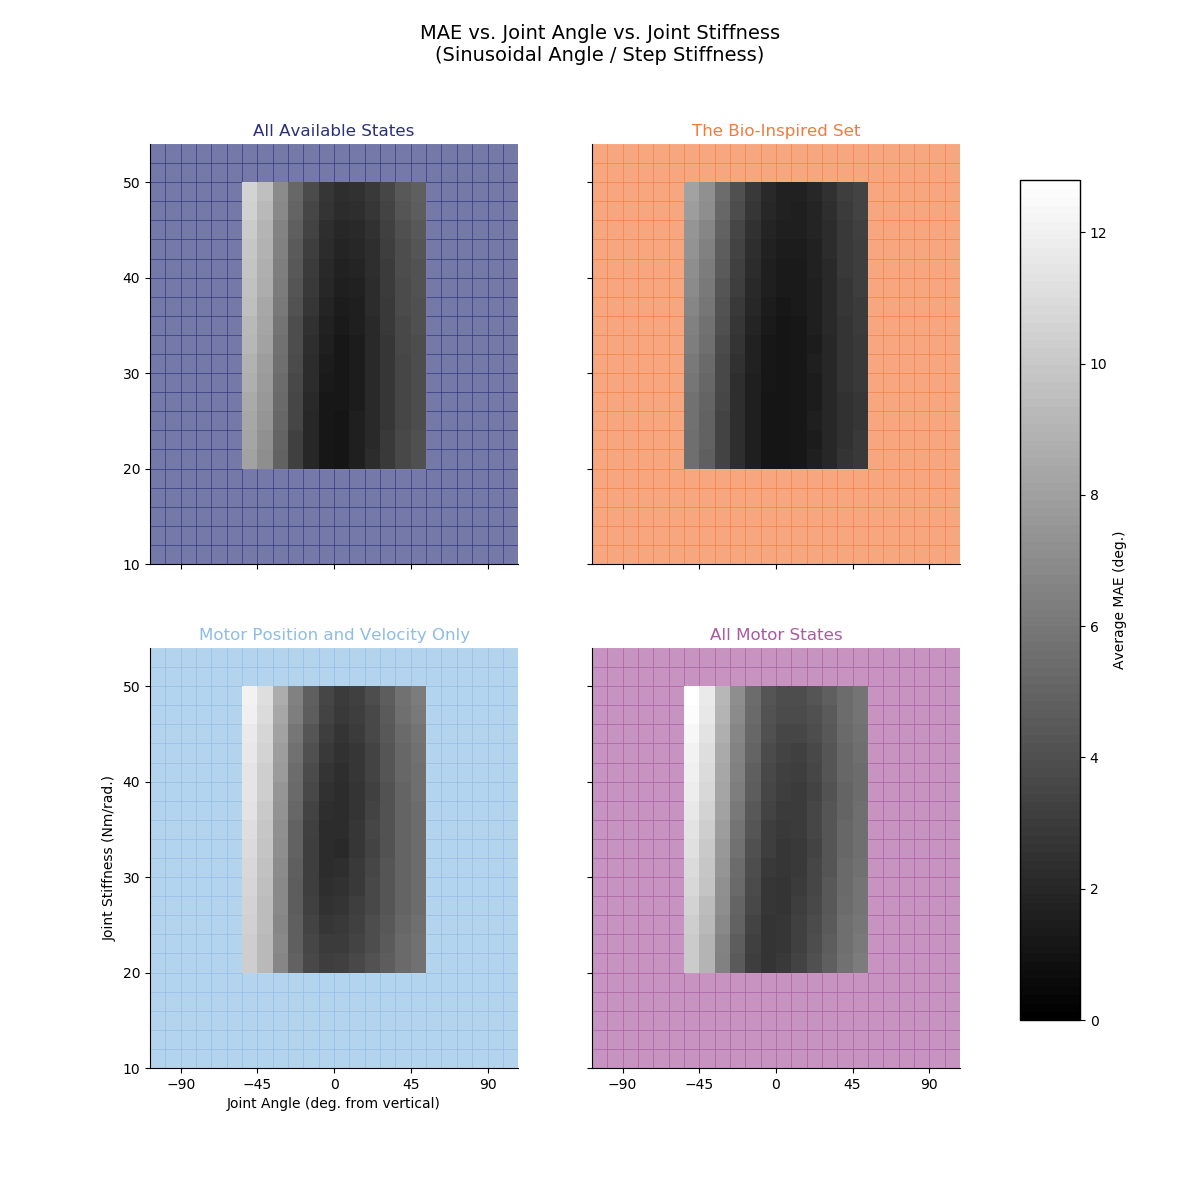 MAE vs. Joint Angle vs. Joint Stiffness
(Sinusoidal Angle / Step Stiffness)
All Available States
50
40
30
20
10
The Bio-Inspired Set
Motor Position and Velocity Only
50
40
30
20
10
Joint Stiffness (Nm/rad.)
−90 −45 0 45 90
Joint Angle (deg. from vertical)
All Motor States
−90 −45 0 45 90
12
10
8
6
4
2
0
Average MAE (deg.)